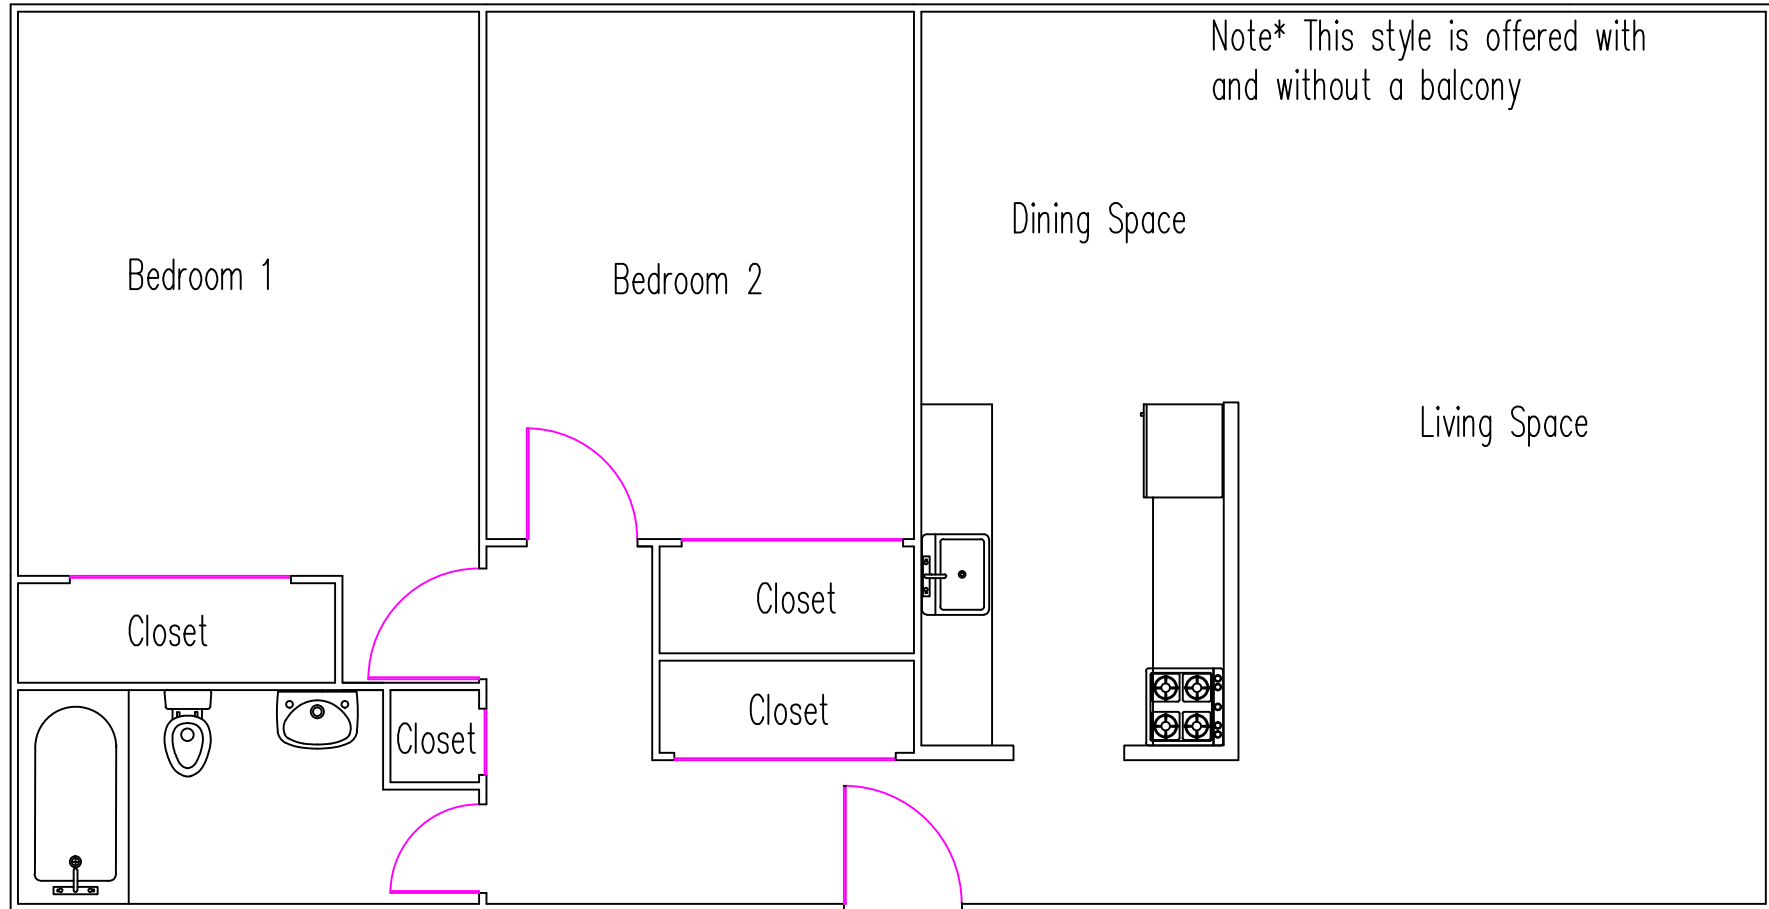 Note* This style is offered with
and without a balcony
Dining Space
Bedroom 1
Bedroom 2
Living Space
Closet
Closet
Closet
Closet